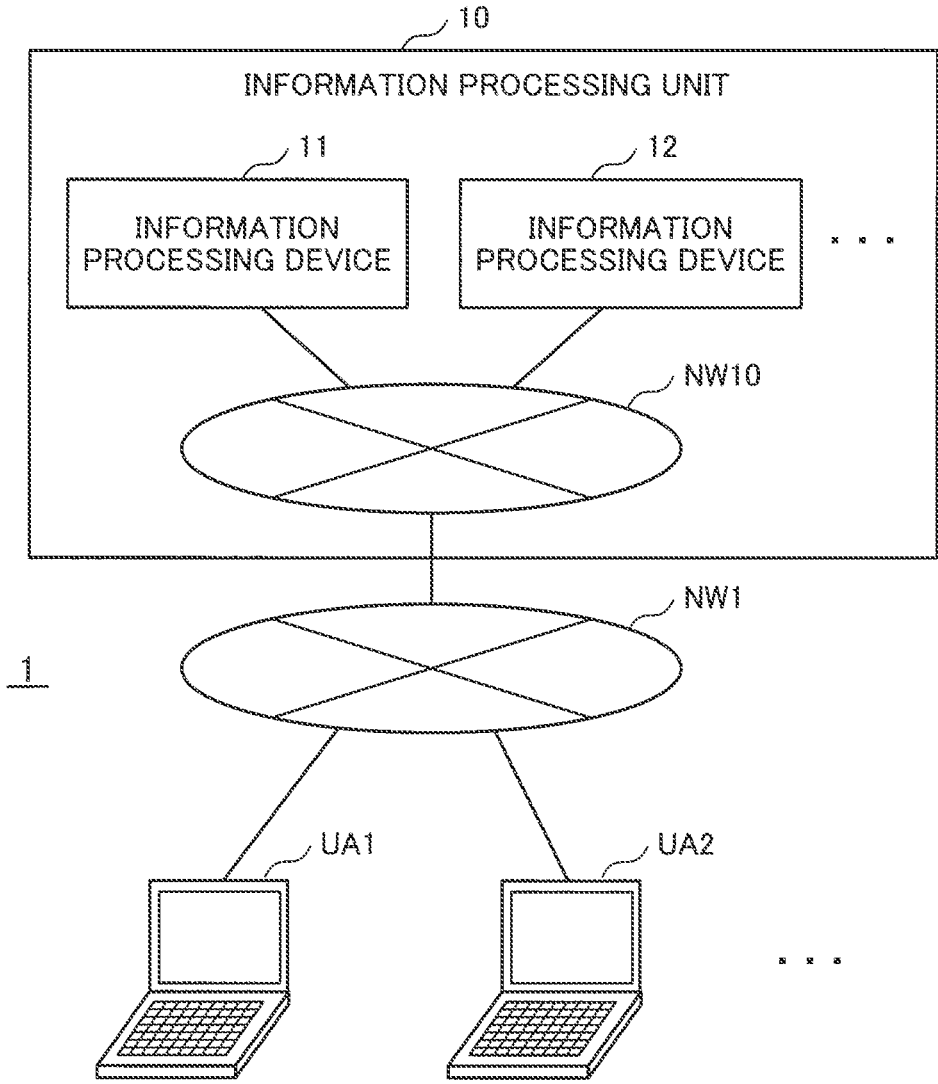 10
INFORMATION PROCESSING UNIT
11
12
INFORMATION
PROCESSING DEVICE
INFORMATION
PROCESSING DEVICE
. . .
NW10
NW1
1
UA1
UA2
. . .